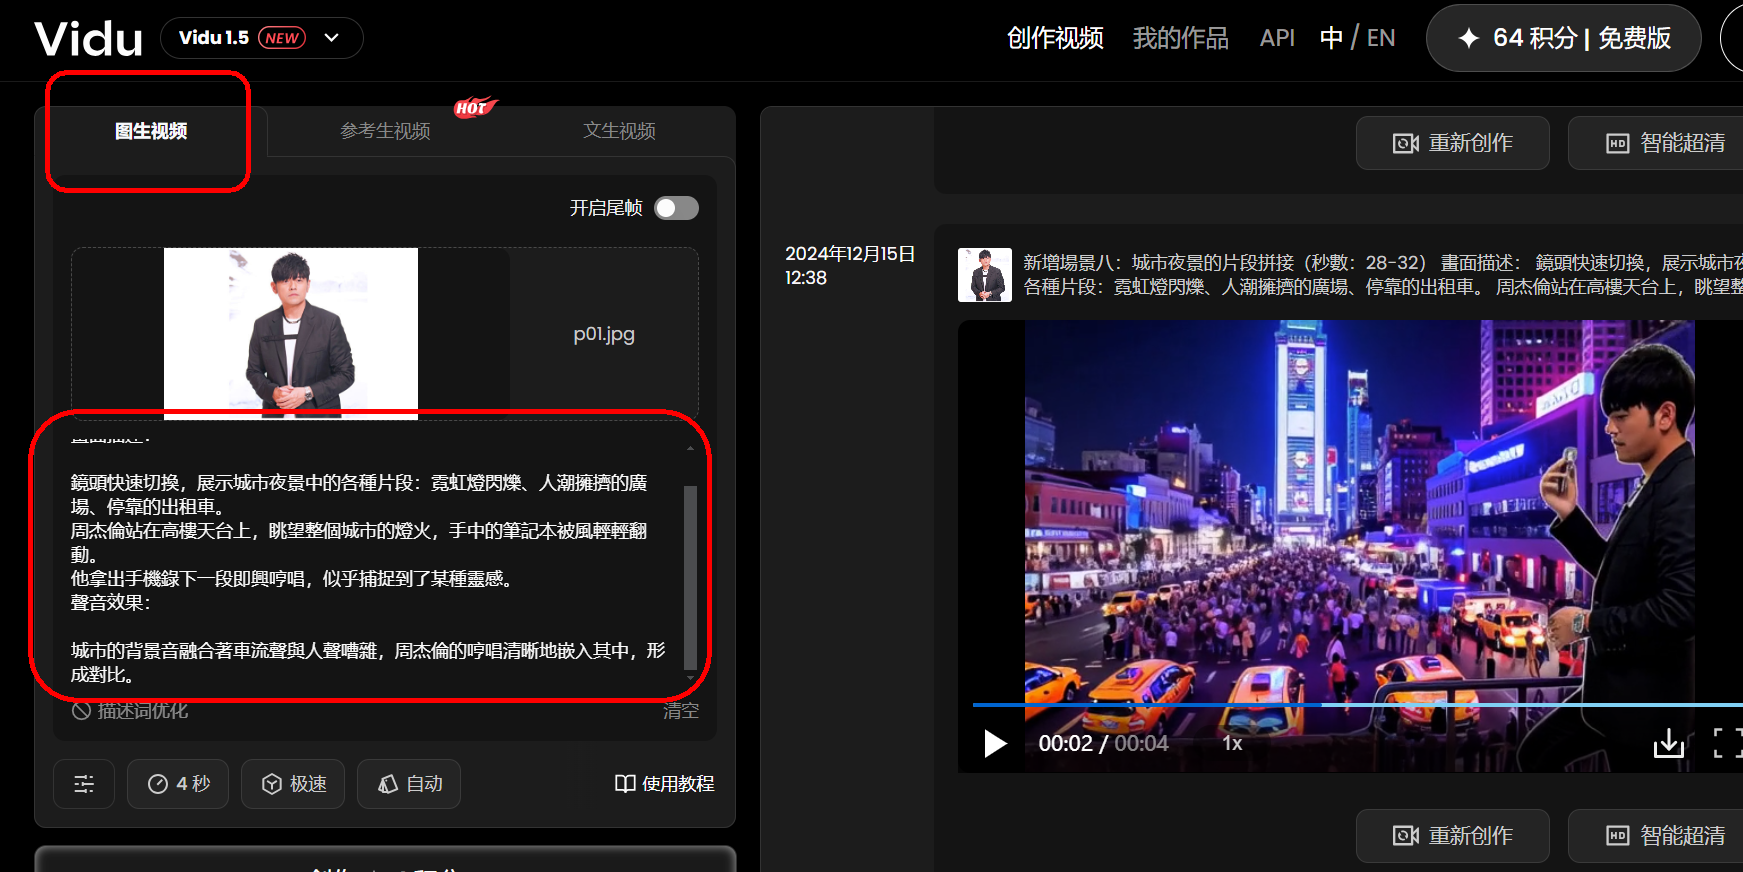 Vidu
Vidu 1.5 NEW
创作视频 我的作品 API 中 / EN
64 积分 | 免费版
图生视频
参考生视频
HOT
文生视频
开启尾帧
p01.jpg
鏡頭快速切換，展示城市夜景中的各種片段：霓虹燈閃爍、人潮擁擠的廣
場、停靠的出租車。
周杰倫站在高樓天台上，眺望整個城市的燈火，手中的筆記本被風輕輕翻
動。
他拿出手機錄下一段即興哼唱，似乎捕捉到了某種靈感。
聲音效果：
城市的背景音融合著車流聲與人聲嘈雜，周杰倫的哼唱清晰地嵌入其中，形
成對比。
描述词优化
清空
4 秒
极速
自动
使用教程
重新创作
HD 智能超清
2024年12月15日
12:38
新增場景八：城市夜景的片段拼接（秒數：28-32） 畫面描述： 鏡頭快速切換，展示城市夜
各種片段：霓虹燈閃爍、人潮擁擠的廣場、停靠的出租車。 周杰倫站在高樓天台上，眺望整
00:02 / 00:04
1x
重新创作
HD 智能超清